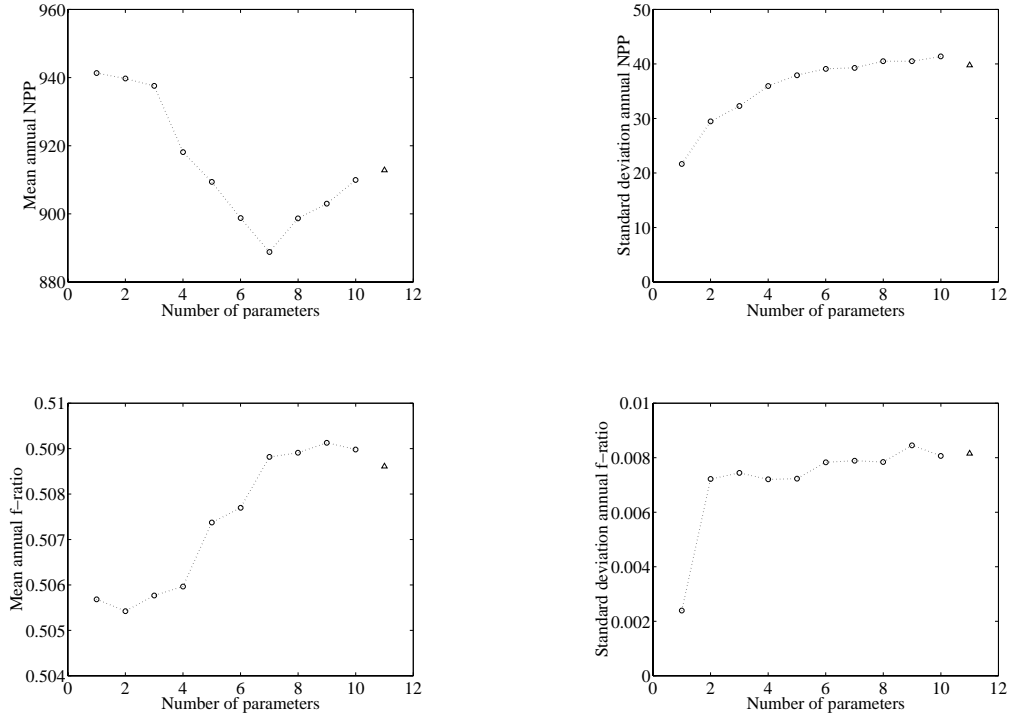 960
940
920
900
880
0 2 4 6 8 10 12
Number of parameters
Mean annual NPP
50
40
30
20
10
0
0 2 4 6 8 10 12
Number of parameters
Standard deviation annual NPP
0.51
0.509
0.508
0.507
0.506
0.505
0.504
0 2 4 6 8 10 12
Number of parameters
Mean annual f−ratio
0.01
0.008
0.006
0.004
0.002
0
0 2 4 6 8 10 12
Number of parameters
Standard deviation annual f−ratio